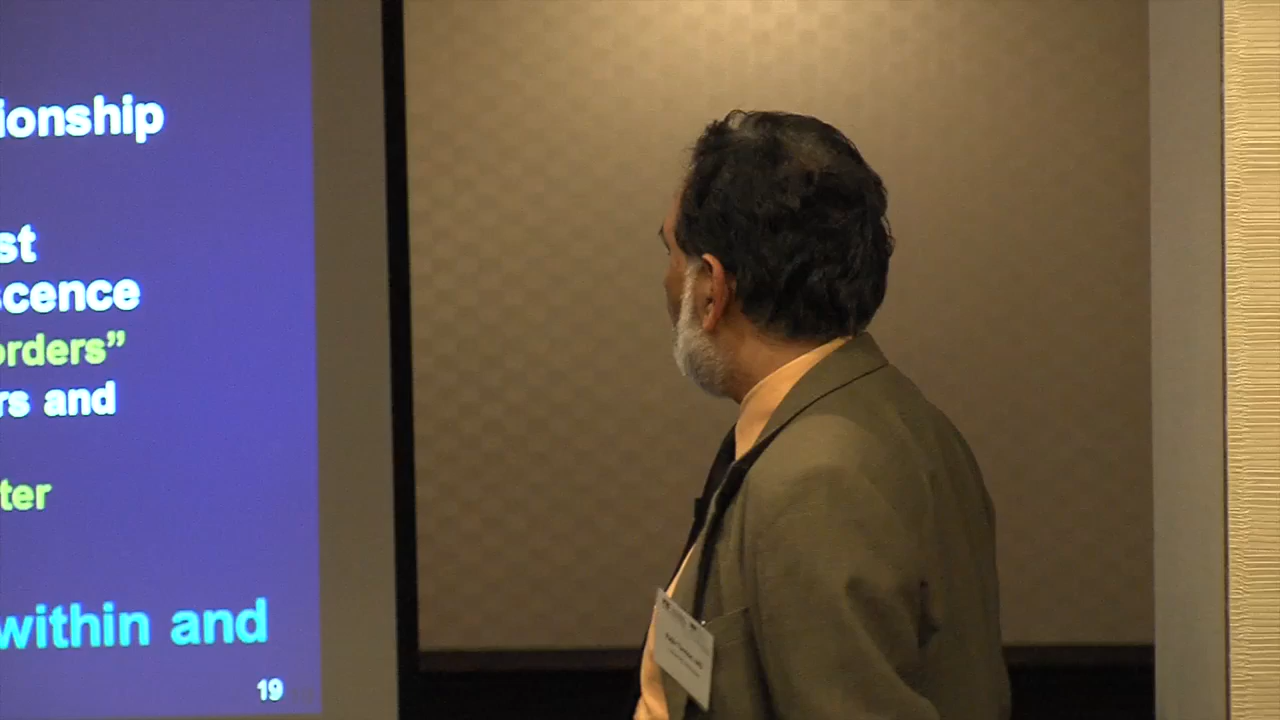 ionship
st
scence
orders”
rs and
ter
within and
19